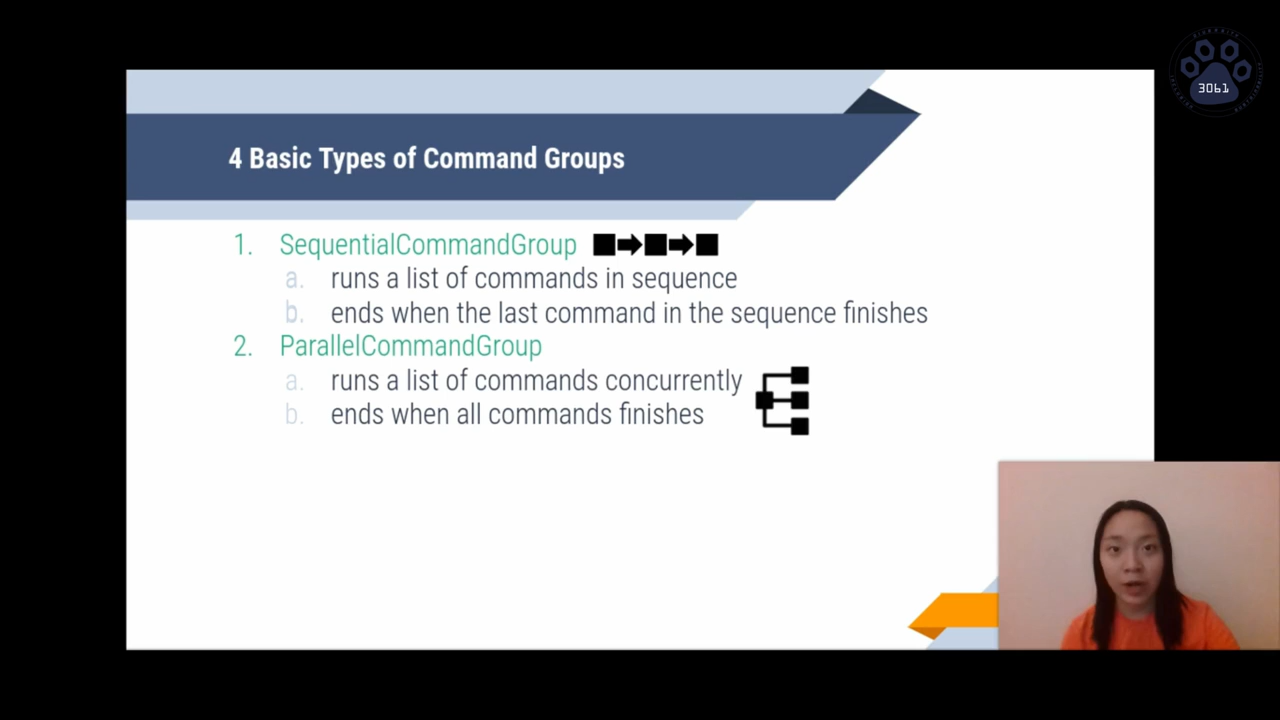 3061
4 Basic Types of Command Groups
1. SequentialCommandGroup
a. runs a list of commands in sequence
b. ends when the last command in the sequence finishes
2. ParallelCommandGroup
a. runs a list of commands concurrently
b. ends when all commands finishes